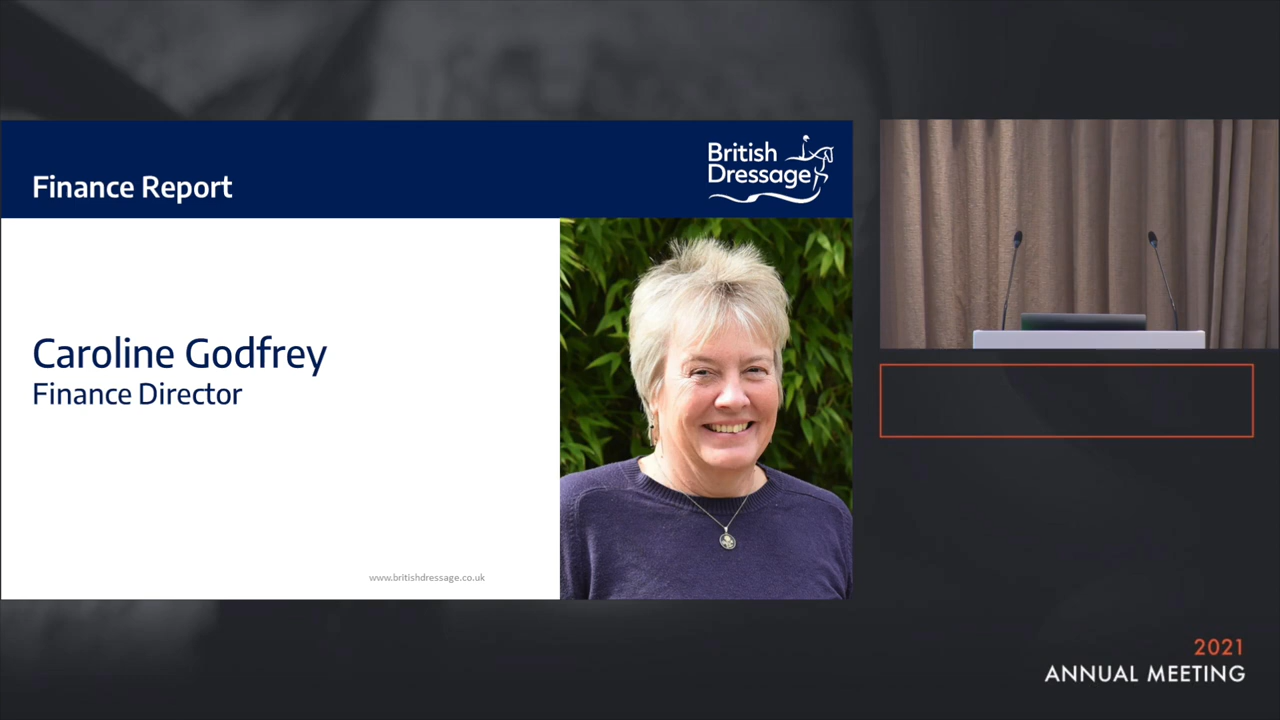 Finance Report
British
Dressage
Caroline Godfrey
Finance Director
www.britishdressage.co.uk
2021
ANNUAL MEETING